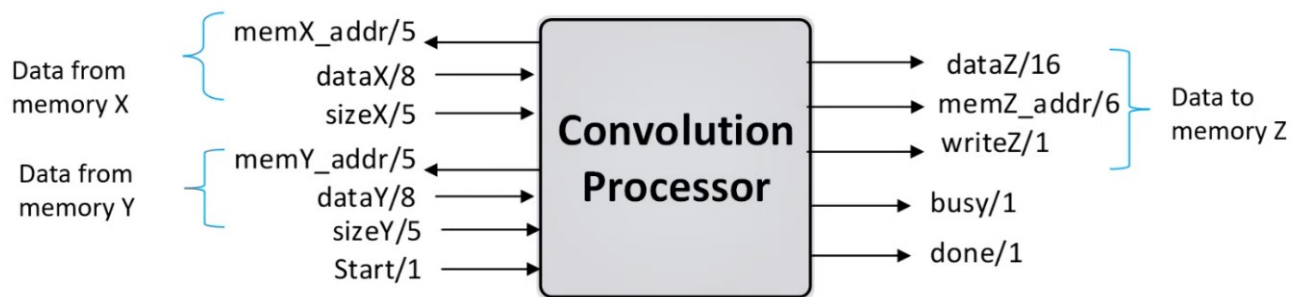 Data from
memory X
memX_addr/5
dataX/8
sizeX/5
Data from
memory Y
memY_addr/5
dataY/8
sizeY/5
Start/1
Convolution
Processor
dataZ/16
memZ_addr/6
writeZ/1
Data to
memory Z
busy/1
done/1